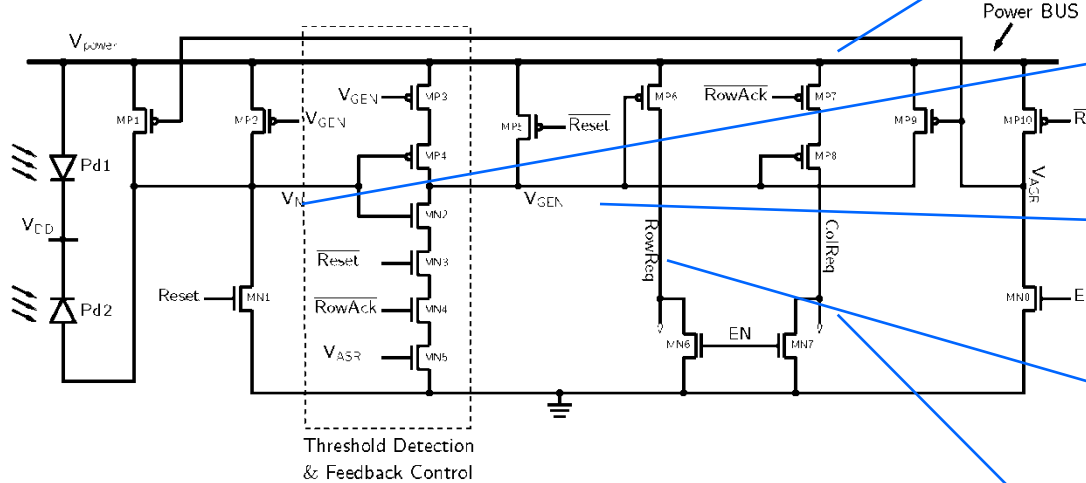 Power BUS
Vpower
VGEN
MP3
RowAck
MP6
MP7
MP1
MP2
VGEN
MP5
Reset
MP9
MP10
R
Pd1
MP4
MP8
VN
VGEN
VASR
MN2
VDD
RowReq
ColReq
Reset
MN3
Pd2
Reset
MN1
RowAck
MN4
MN8
E
EN
MN6
MN7
VASR
MN5
Threshold Detection
& Feedback Control